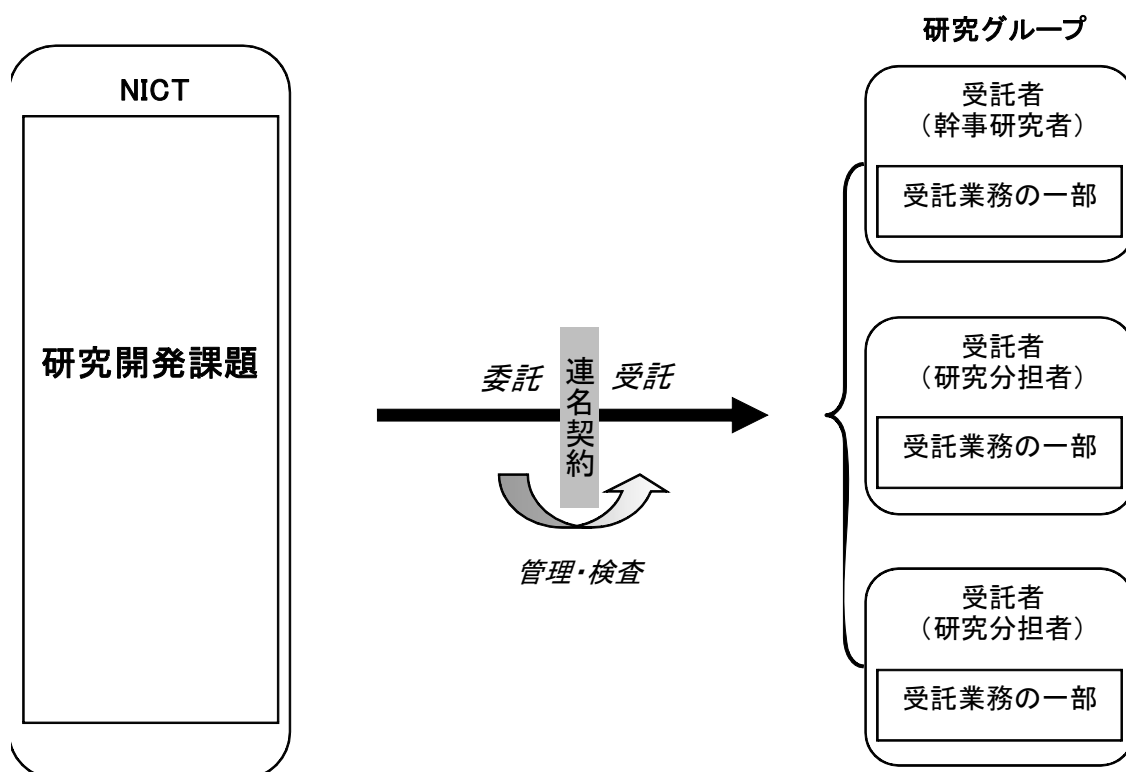 NICT
研究開発課題
委託
連名契約
受託
管理・検査
研究グループ
受託者
（幹事研究者）
受託業務の一部
受託者
（研究分担者）
受託業務の一部
受託者
（研究分担者）
受託業務の一部